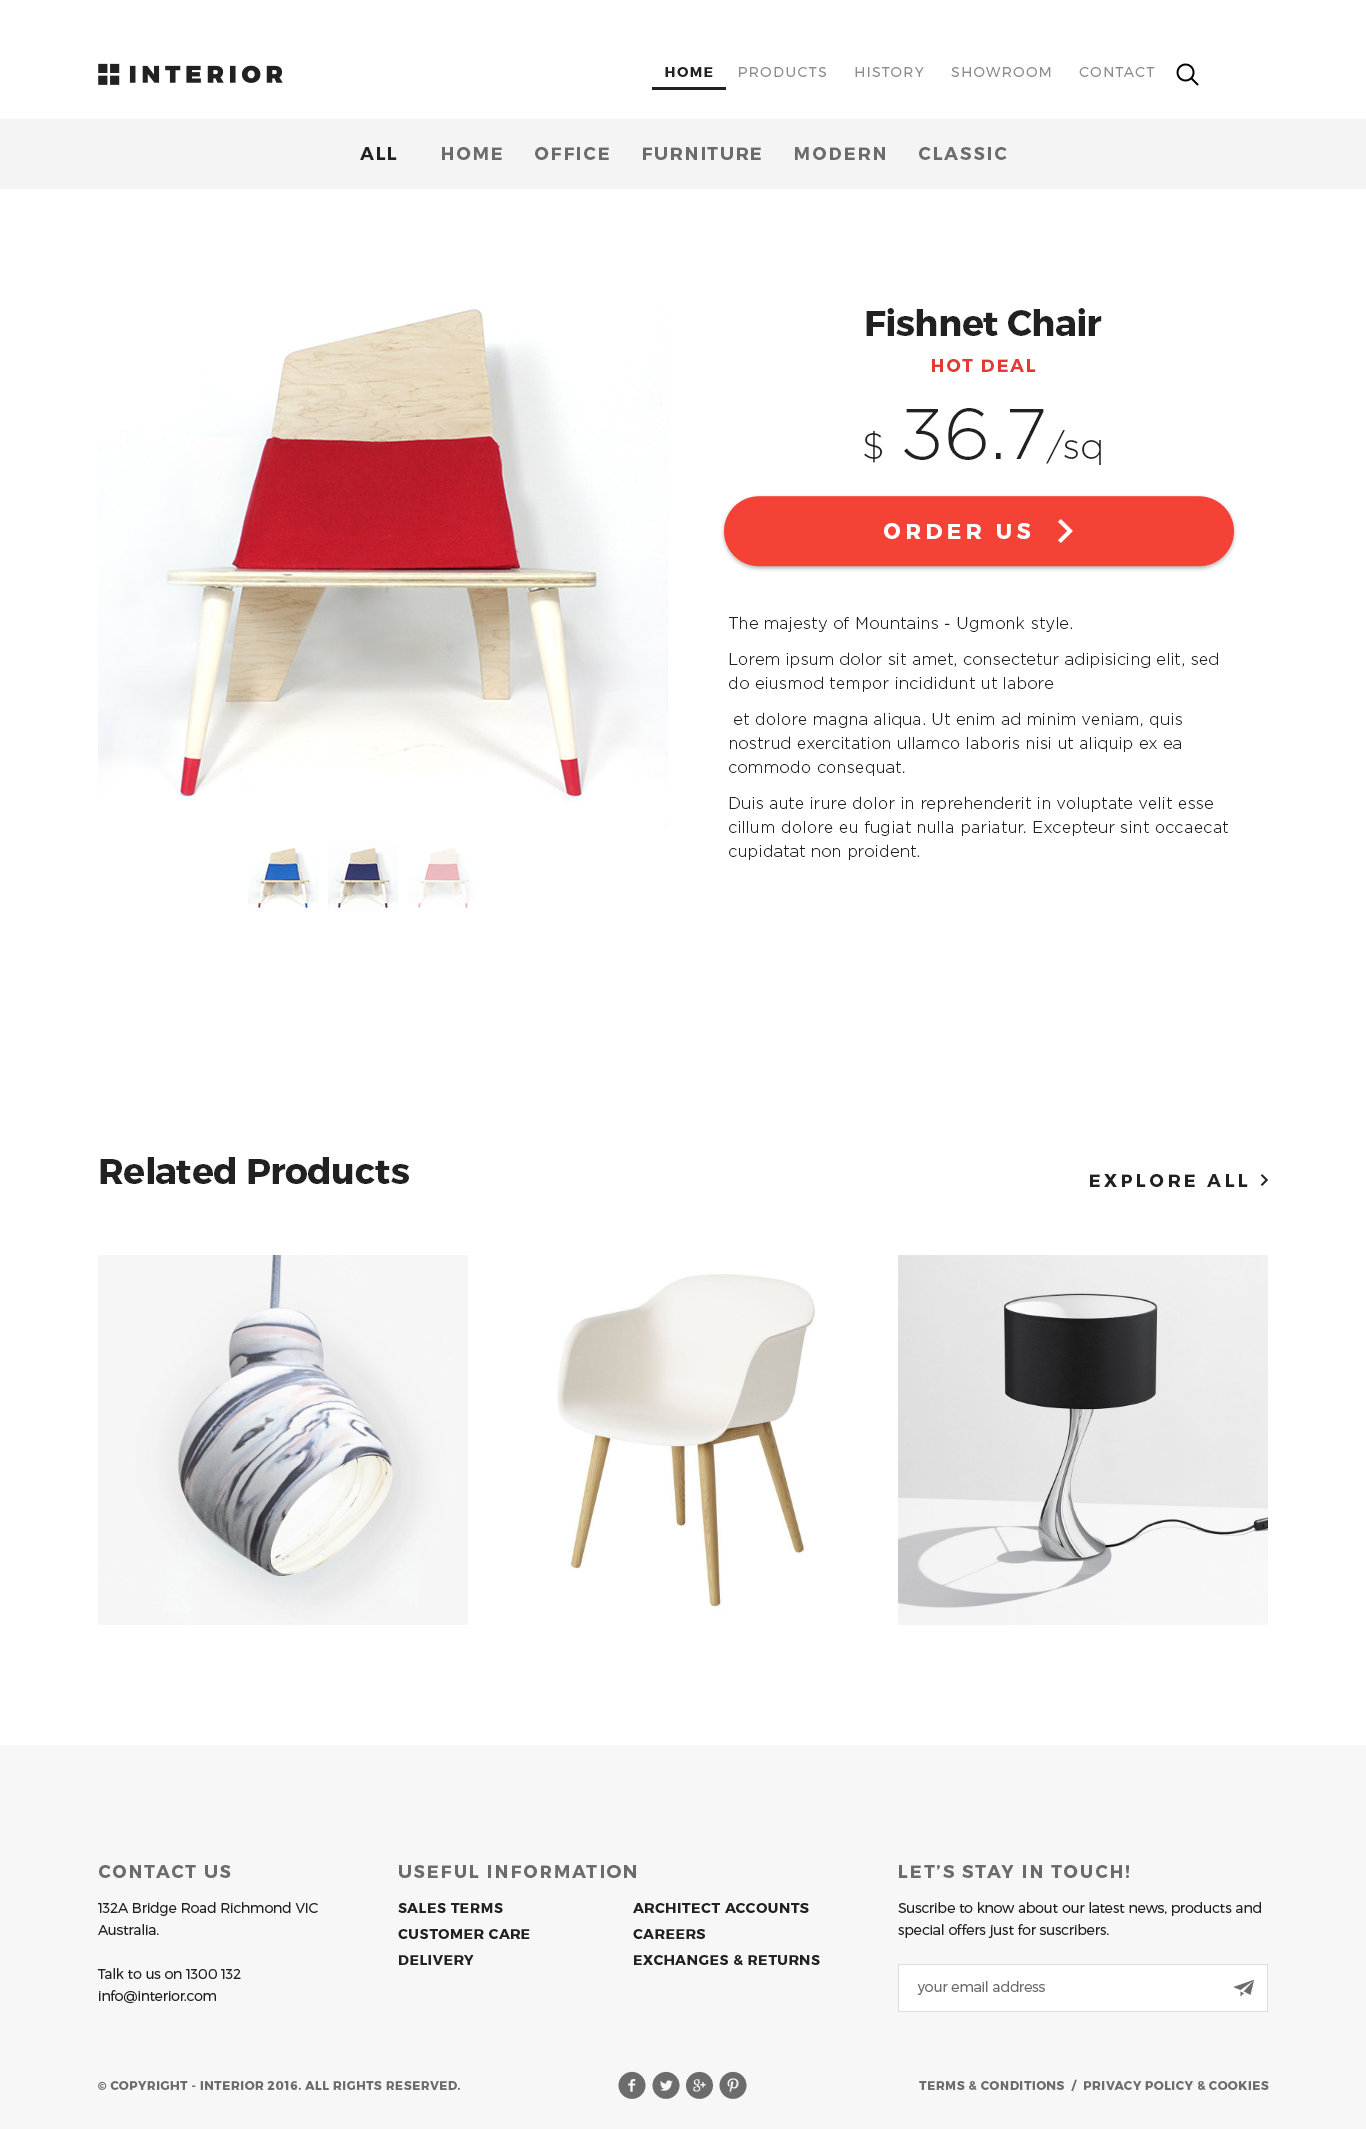 INTERIOR
HOME PRODUCTS HISTORY SHOWROOM CONTACT
ALL HOME OFFICE FURNITURE MODERN CLASSIC
Fishnet Chair
HOT DEAL
$ 36.7/sq
ORDER US
The majesty of Mountains - Ugmonk style.
Lorem ipsum dolor sit amet, consectetur adipisicing elit, sed
do eiusmod tempor incididunt ut labore
et dolore magna aliqua. Ut enim ad minim veniam, quis
nostrud exercitation ullamco laboris nisi ut aliquip ex ea
commodo consequat.
Duis aute irure dolor in reprehenderit in voluptate velit esse
cillum dolore eu fugiat nulla pariatur. Excepteur sint occaecat
cupidatat non proident.
Related Products
EXPLORE ALL
CONTACT US
132A Bridge Road Richmond VIC
Australia.
Talk to us on 1300 132
info@interior.com
USEFUL INFORMATION
SALES TERMS
CUSTOMER CARE
DELIVERY
ARCHITECT ACCOUNTS
CAREERS
EXCHANGES & RETURNS
LET'S STAY IN TOUCH!
Suscribe to know about our latest news, products and
special offers just for suscribers.
your email address
© COPYRIGHT - INTERIOR 2016. ALL RIGHTS RESERVED.
TERMS & CONDITIONS / PRIVACY POLICY & COOKIES